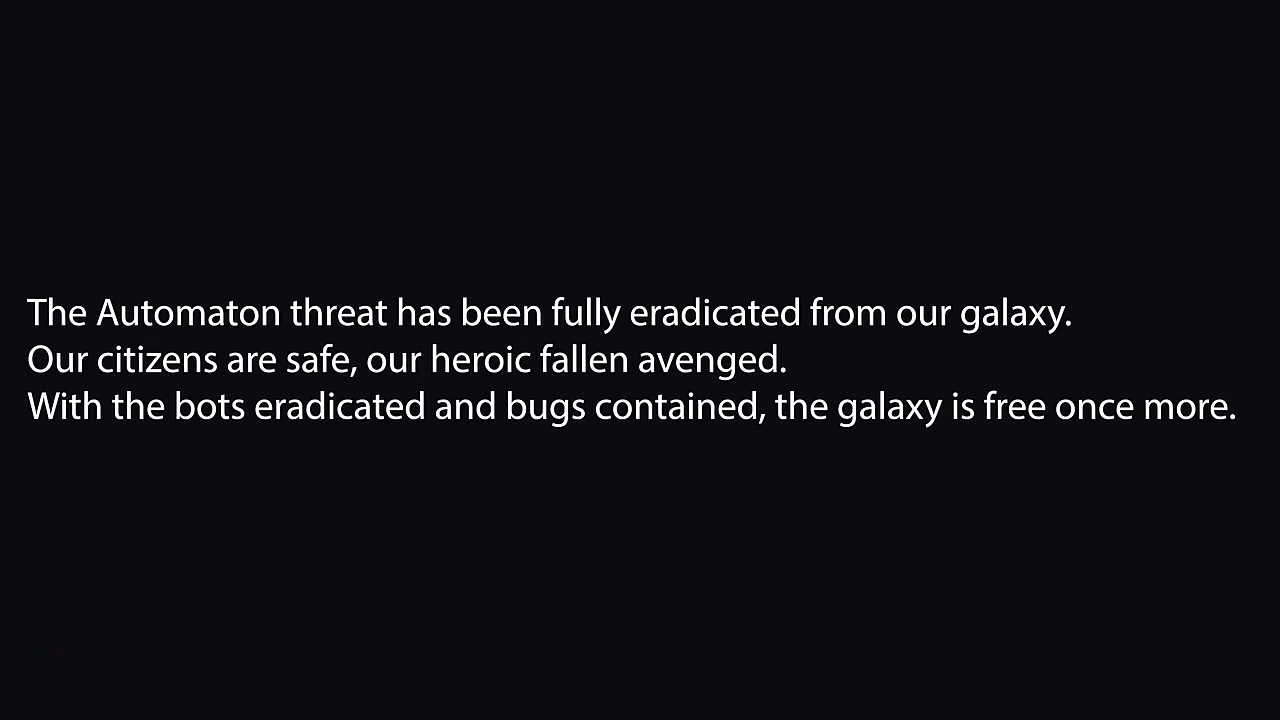 The Automaton threat has been fully eradicated from our galaxy.
Our citizens are safe, our heroic fallen avenged.
With the bots eradicated and bugs contained, the galaxy is free once more.